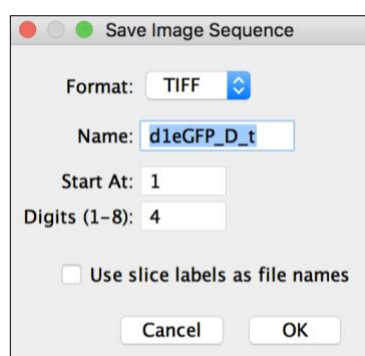 Save Image Sequence
Format: TIFF
Name: d1eGFP_D_t
Start At: 1
Digits (1–8): 4
Use slice labels as file names
Cancel OK